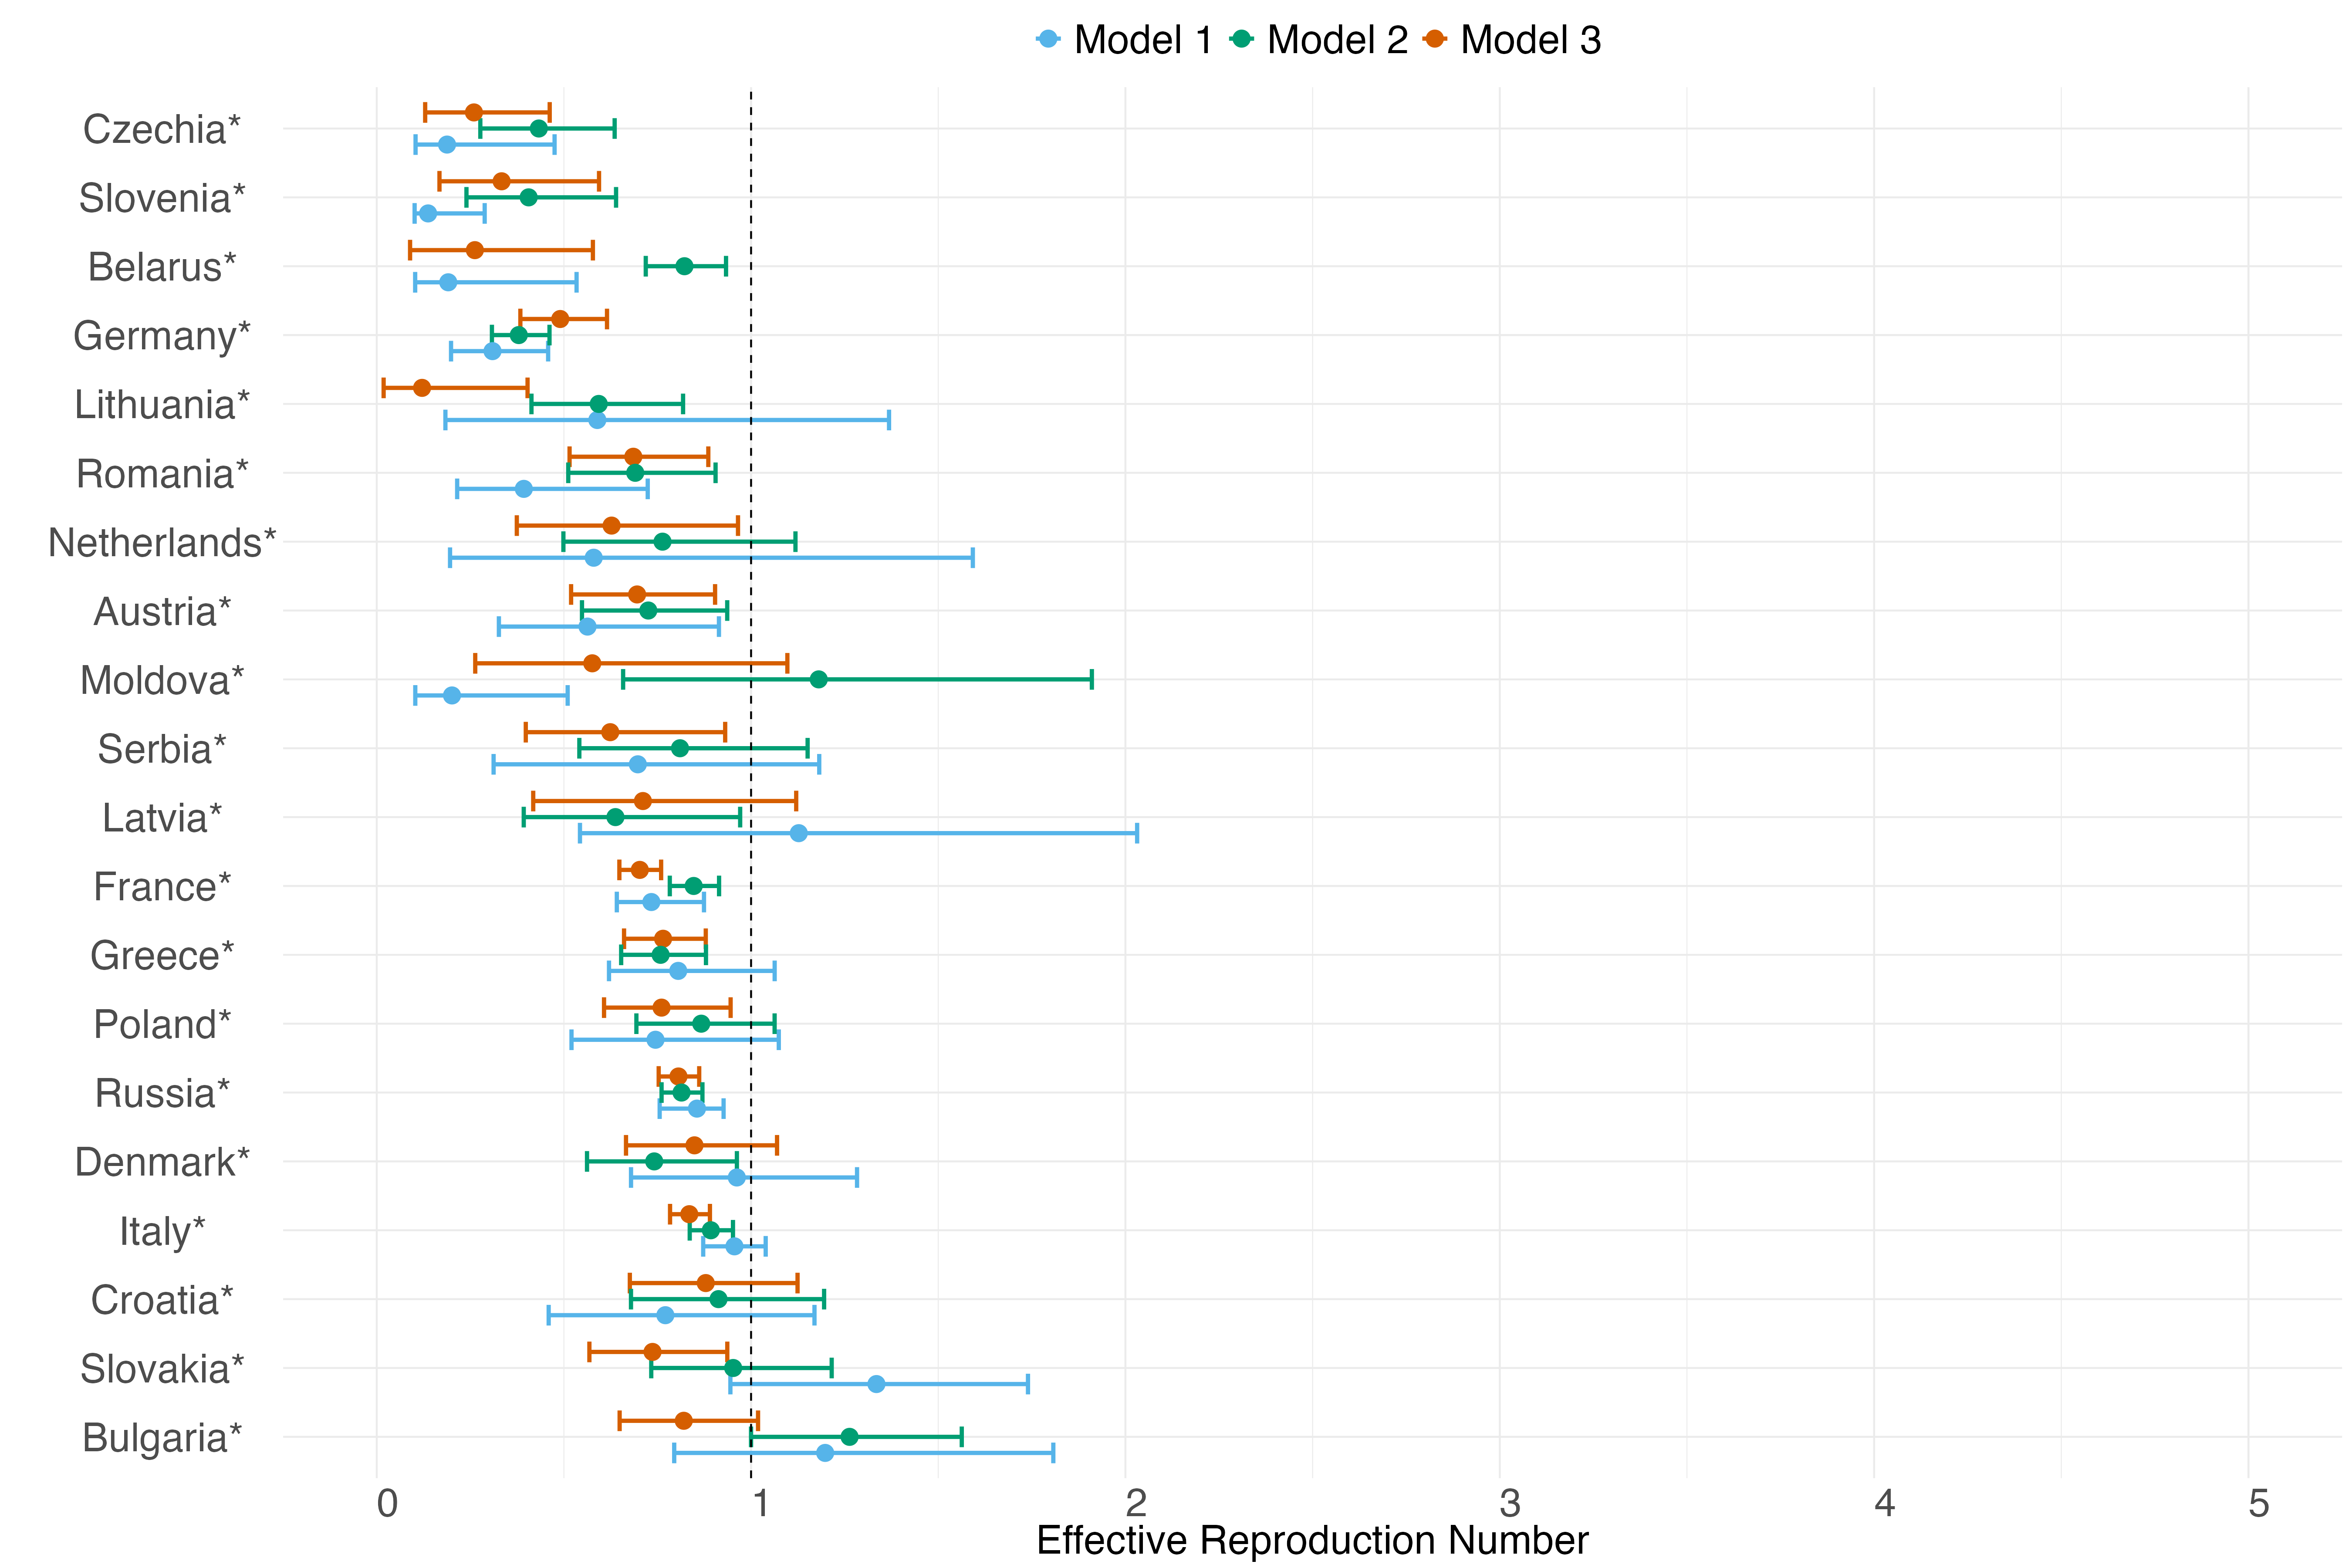 Model 1 Model 2 Model 3
Czechia*
Slovenia*
Belarus*
Germany*
Lithuania*
Romania*
Netherlands*
Austria*
Moldova*
Serbia*
Latvia*
France*
Greece*
Poland*
Russia*
Denmark*
Italy*
Croatia*
Slovakia*
Bulgaria*
0 1 2 3 4 5
Effective Reproduction Number